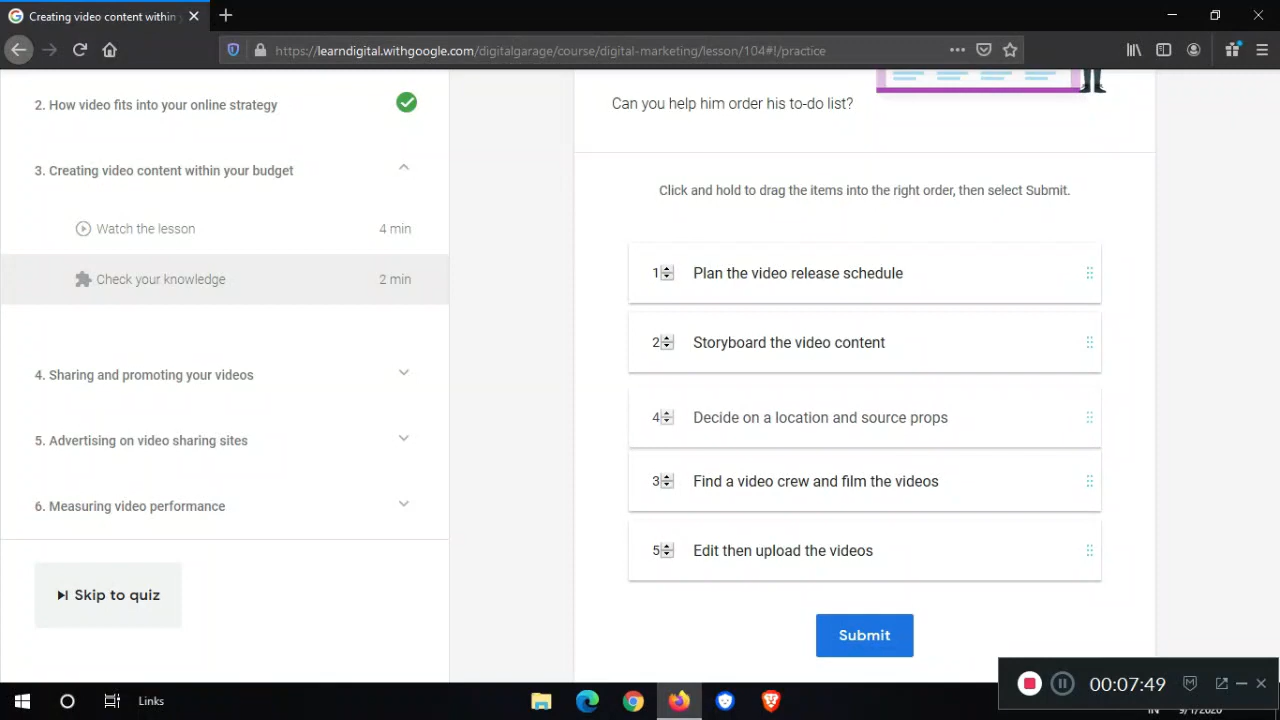 Creating video content within y
https://learndigital.withgoogle.com/digitalgarage/course/digital-marketing/lesson/104#!/practice
2. How video fits into your online strategy
3. Creating video content within your budget
Watch the lesson 4 min
Check your knowledge 2 min
4. Sharing and promoting your videos
5. Advertising on video sharing sites
6. Measuring video performance
Skip to quiz
Can you help him order his to-do list?
Click and hold to drag the items into the right order, then select Submit.
1 Plan the video release schedule
2 Storyboard the video content
4 Decide on a location and source props
3 Find a video crew and film the videos
5 Edit then upload the videos
Submit
00:07:49
Links
IN 9/1/2020